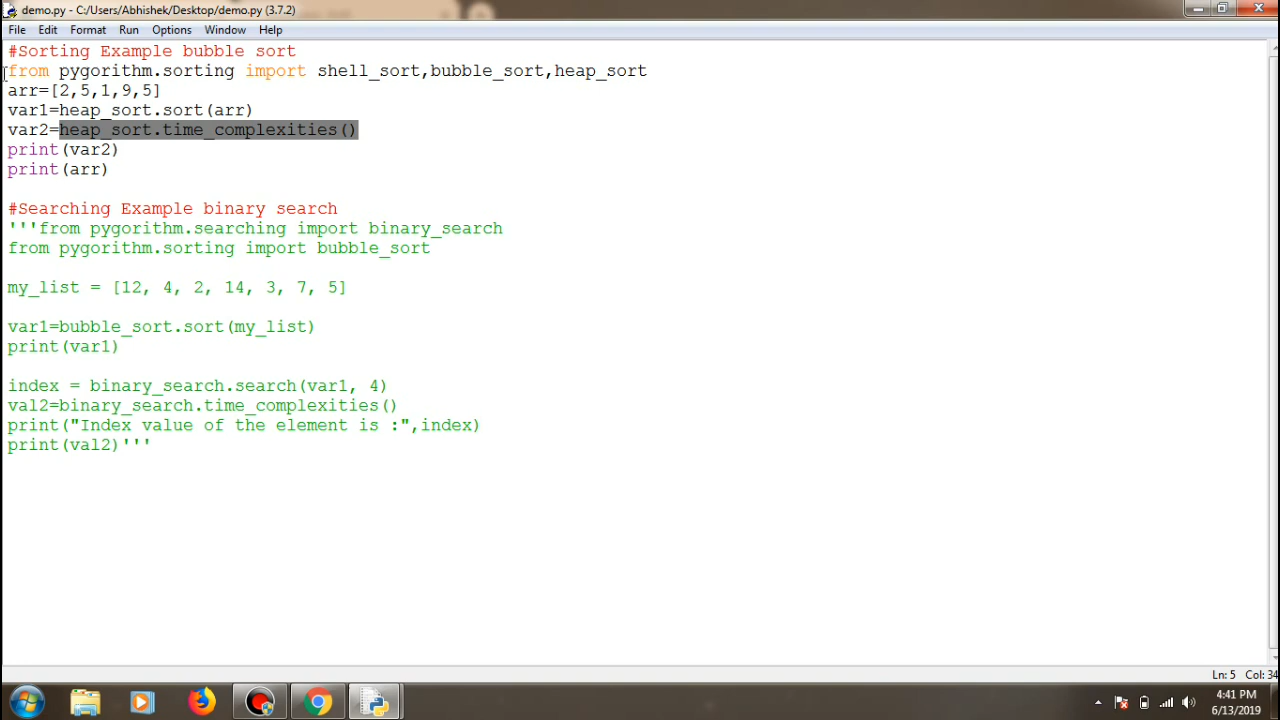 demo.py - C:/Users/Abhishek/Desktop/demo.py (3.7.2)
File Edit Format Run Options Window Help
#Sorting Example bubble sort
from pygorithm.sorting import shell_sort,bubble_sort,heap_sort
arr=[2,5,1,9,5]
var1=heap_sort.sort(arr)
var2=heap_sort.time_complexities()
print(var2)
print(arr)
#Searching Example binary search
'''from pygorithm.searching import binary_search
from pygorithm.sorting import bubble_sort
my_list = [12, 4, 2, 14, 3, 7, 5]
var1=bubble_sort.sort(my_list)
print(var1)
index = binary_search.search(var1, 4)
val2=binary_search.time_complexities()
print("Index value of the element is :",index)
print(val2)'''
Ln: 5 Col: 34
4:41 PM
6/13/2019